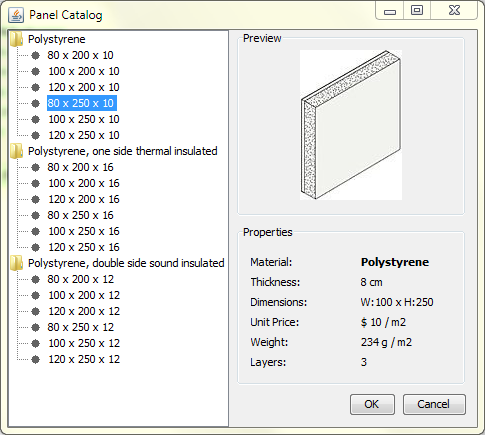 Panel Catalog
Polystyrene
80 x 200 x 10
100 x 200 x 10
120 x 200 x 10
80 x 250 x 10
100 x 250 x 10
120 x 250 x 10
Polystyrene, one side thermal insulated
80 x 200 x 16
100 x 200 x 16
120 x 200 x 16
80 x 250 x 16
100 x 250 x 16
120 x 250 x 16
Polystyrene, double side sound insulated
80 x 200 x 12
100 x 200 x 12
120 x 200 x 12
80 x 250 x 12
100 x 250 x 12
120 x 250 x 12
Preview
Properties
Material: Polystyrene
Thickness: 8 cm
Dimensions: W:100 x H:250
Unit Price: $ 10 / m2
Weight: 234 g / m2
Layers: 3
OK Cancel